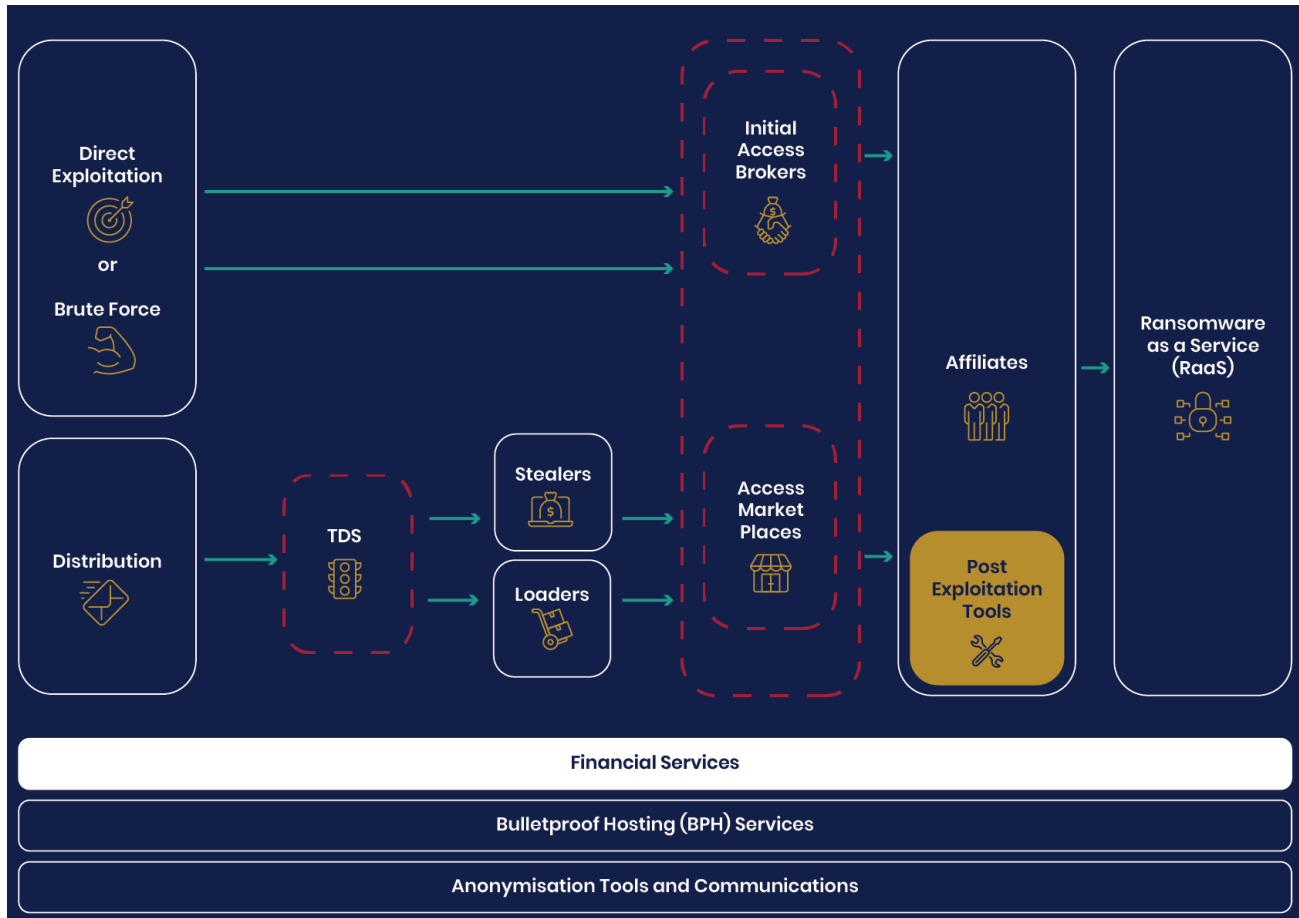 Direct
Exploitation
or
Brute Force
Distribution
TDS
Stealers
$
Loaders
Initial
Access
Brokers
$
Access
Market
Places
Affiliates
Post
Exploitation
Tools
Ransomware
as a Service
(RaaS)
Financial Services
Bulletproof Hosting (BPH) Services
Anonymisation Tools and Communications